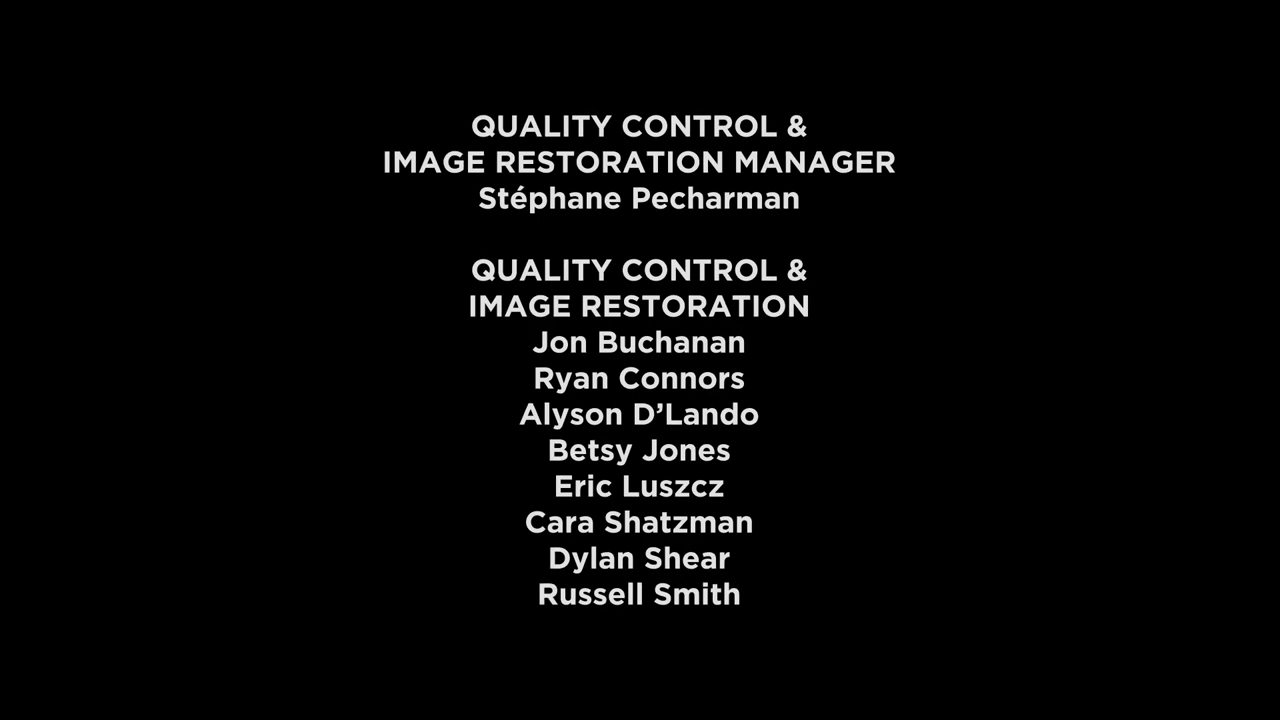 QUALITY CONTROL &
IMAGE RESTORATION MANAGER
Stéphane Pecharman
QUALITY CONTROL &
IMAGE RESTORATION
Jon Buchanan
Ryan Connors
Alyson D’Lando
Betsy Jones
Eric Luszcz
Cara Shatzman
Dylan Shear
Russell Smith